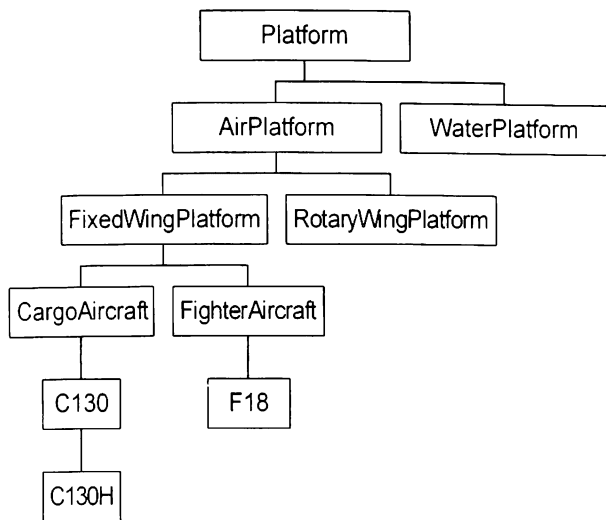 Platform
AirPlatform
WaterPlatform
FixedWingPlatform
RotaryWingPlatform
CargoAircraft
FighterAircraft
C130
F18
C130H